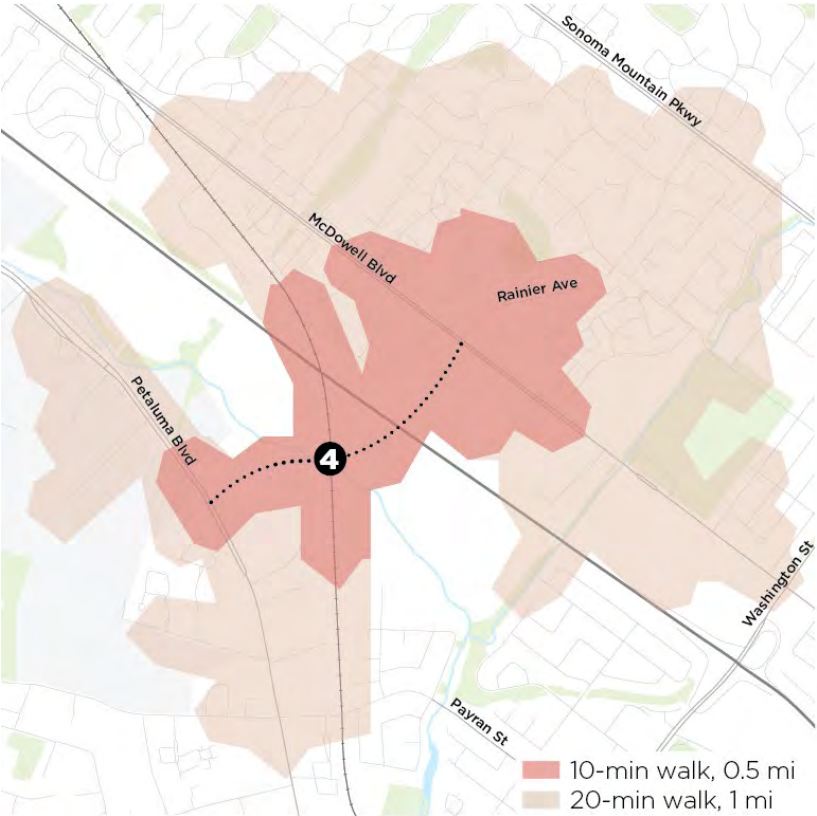 Sonoma Mountain Pkwy
McDowell Blvd
Rainier Ave
Petaluma Blvd
4
Washington St
Payran St
10-min walk, 0.5 mi
20-min walk, 1 mi